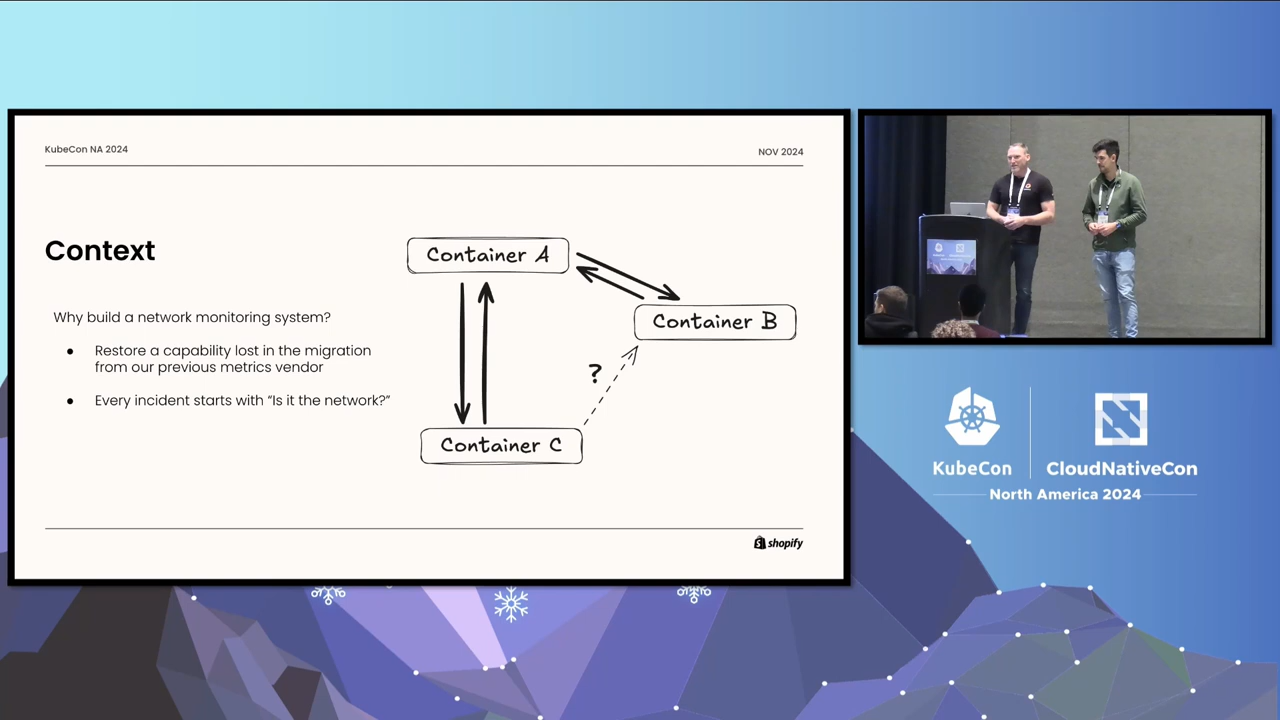 KubeCon NA 2024
NOV 2024
Context
Why build a network monitoring system?
● Restore a capability lost in the migration
from our previous metrics vendor
● Every incident starts with “Is it the network?”
Container A
Container B
?
Container C
shopify
KubeCon
CloudNativeCon
North America 2024